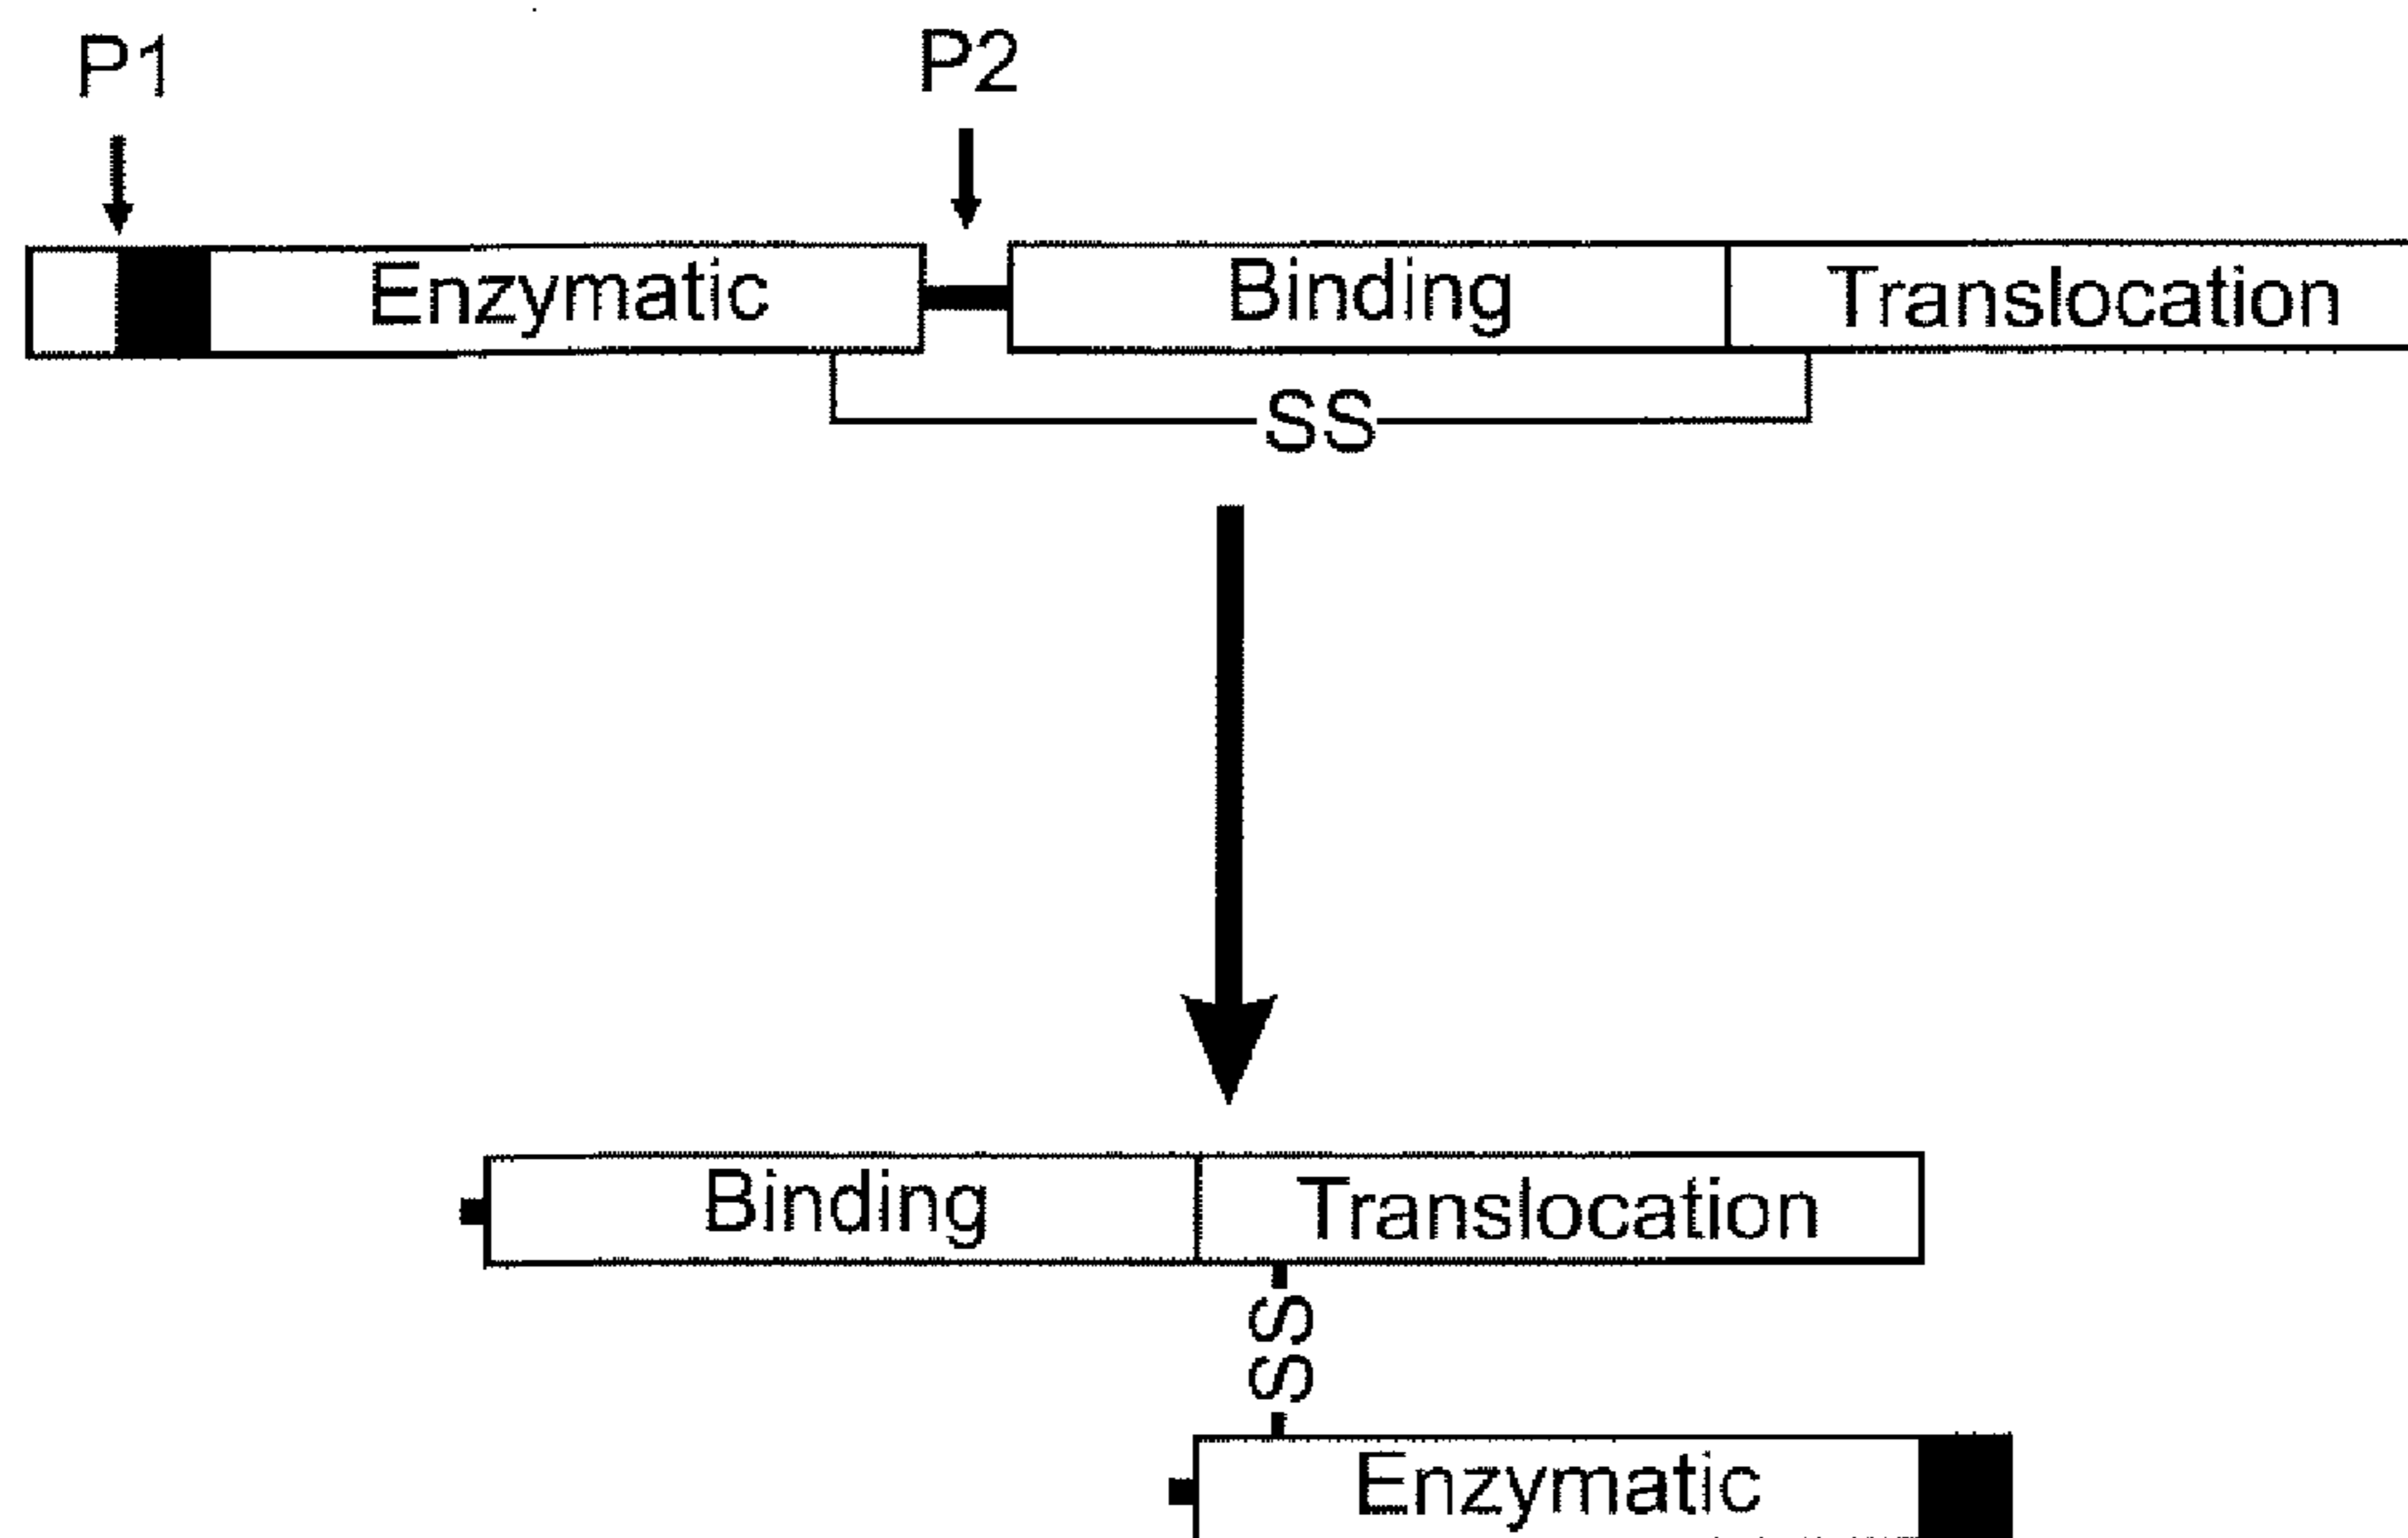 P1 P2
Enzymatic Binding Translocation
SS
Binding Translocation
SS
Enzymatic